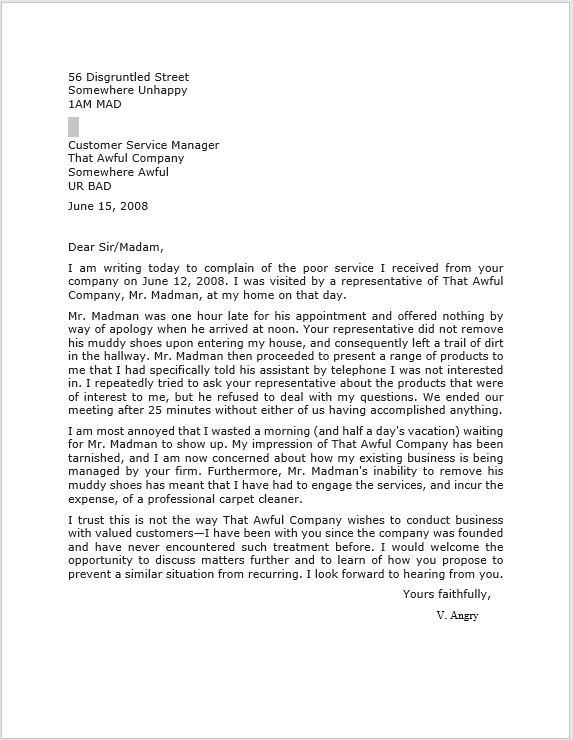 56 Disgruntled Street
Somewhere Unhappy
1AM MAD
Customer Service Manager
That Awful Company
Somewhere Awful
UR BAD
June 15, 2008
Dear Sir/Madam,
I am writing today to complain of the poor service I received from your
company on June 12, 2008. I was visited by a representative of That Awful
Company, Mr. Madman, at my home on that day.
Mr. Madman was one hour late for his appointment and offered nothing by
way of apology when he arrived at noon. Your representative did not remove
his muddy shoes upon entering my house, and consequently left a trail of dirt
in the hallway. Mr. Madman then proceeded to present a range of products to
me that I had specifically told his assistant by telephone I was not interested
in. I repeatedly tried to ask your representative about the products that were
of interest to me, but he refused to deal with my questions. We ended our
meeting after 25 minutes without either of us having accomplished anything.
I am most annoyed that I wasted a morning (and half a day's vacation) waiting
for Mr. Madman to show up. My impression of That Awful Company has been
tarnished, and I am now concerned about how my existing business is being
managed by your firm. Furthermore, Mr. Madman's inability to remove his
muddy shoes has meant that I have had to engage the services, and incur the
expense, of a professional carpet cleaner.
I trust this is not the way That Awful Company wishes to conduct business
with valued customers—I have been with you since the company was founded
and have never encountered such treatment before. I would welcome the
opportunity to discuss matters further and to learn of how you propose to
prevent a similar situation from recurring. I look forward to hearing from you.
Yours faithfully,
V. Angry